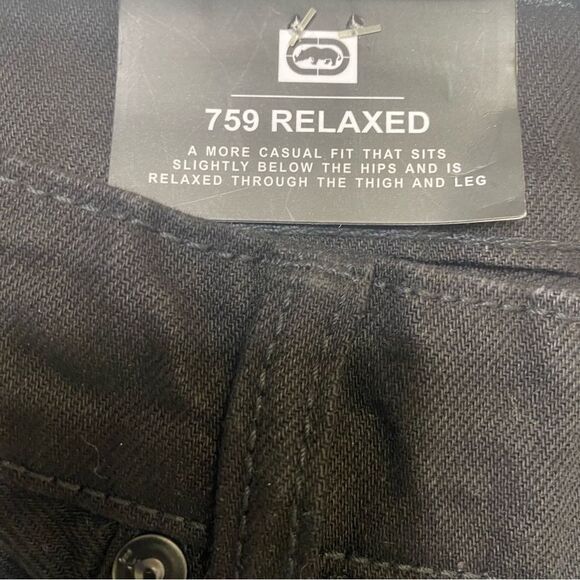 759 RELAXED
A MORE CASUAL FIT THAT SITS
SLIGHTLY BELOW THE HIPS AND IS
RELAXED THROUGH THE THIGH AND LEG